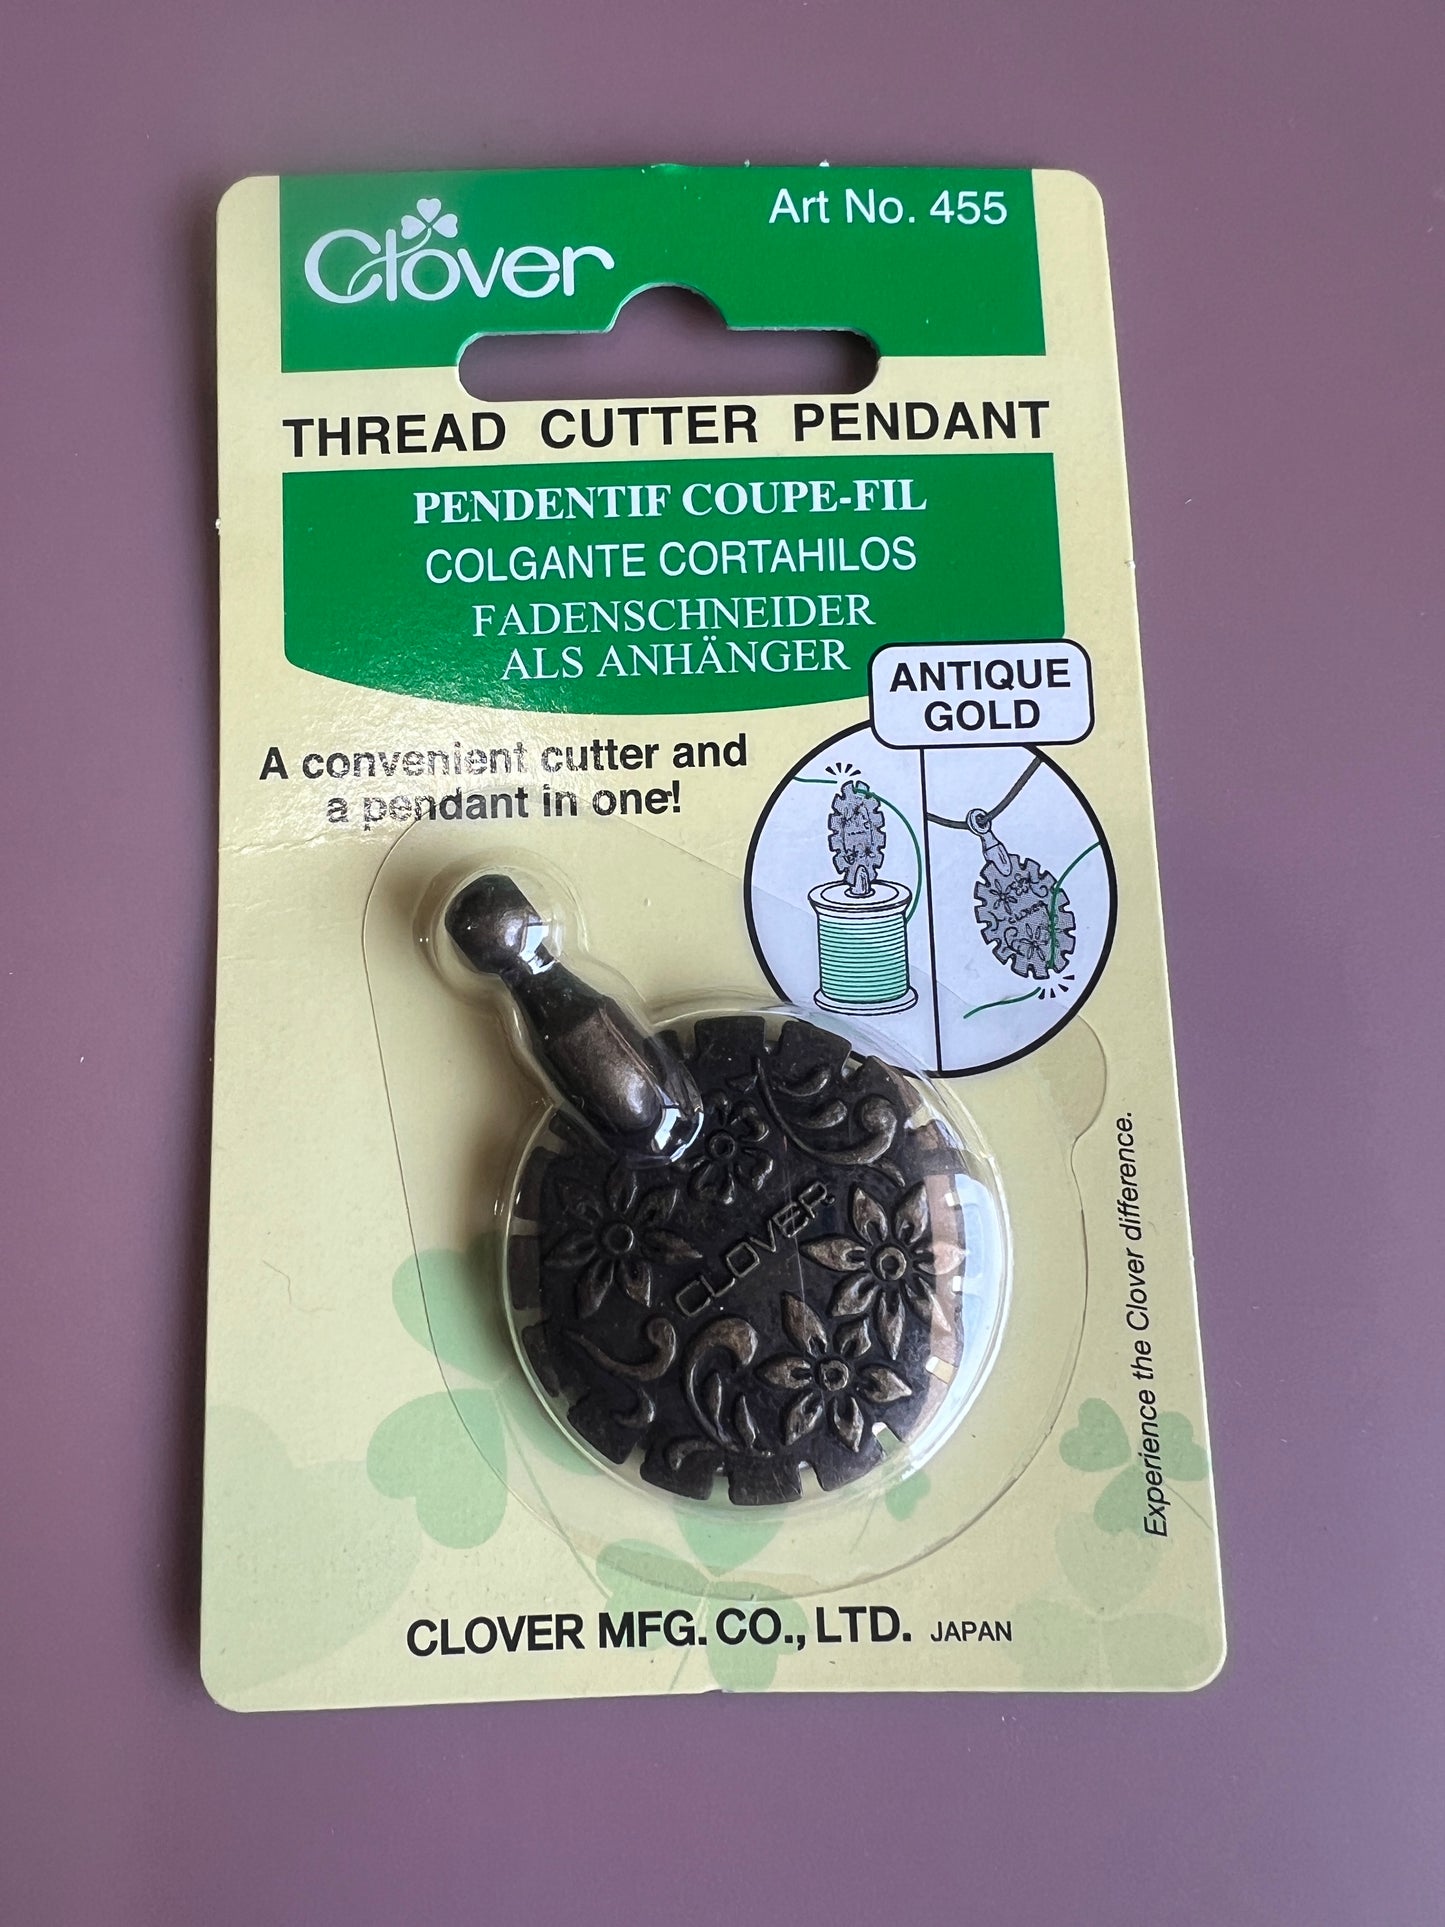 Clover
Art No. 455
THREAD CUTTER PENDANT
PENDENTIF COUPE-FIL
COLGANTE CORTAHILOS
FADENSCHNEIDER
ALS ANHÄNGER
ANTIQUE
GOLD
A convenient cutter and
a pendant in one!
CLOVER
CLOVER
Experience the Clover difference.
CLOVER MFG. CO., LTD. JAPAN